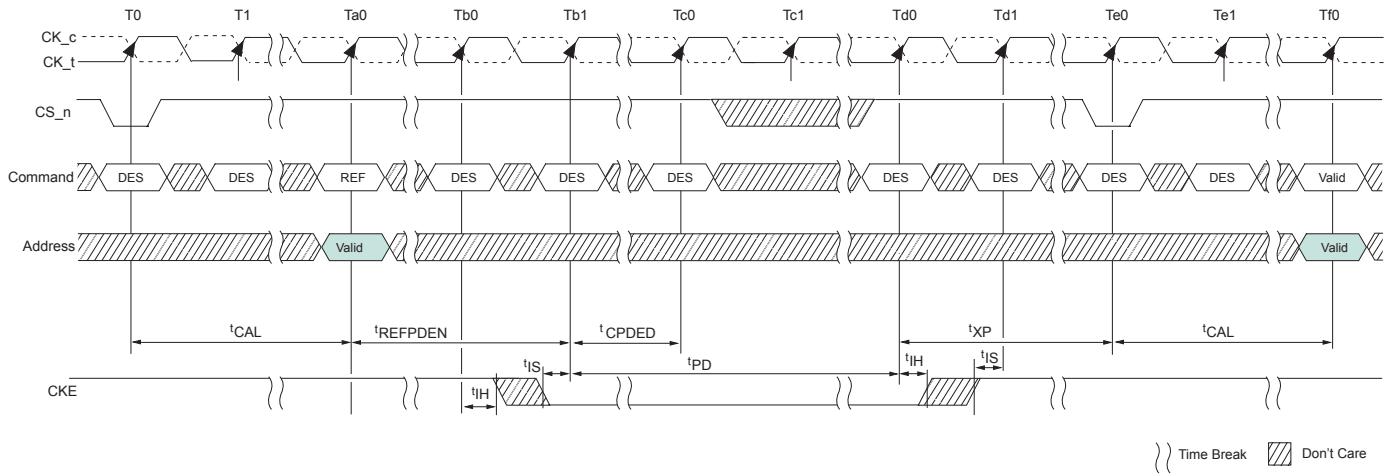 T0 T1 Ta0 Tb0 Tb1 Tc0 Tc1 Td0 Td1 Te0 Te1 Tf0
CK_c
CK_t
CS_n
Command DES DES REF DES DES DES DES DES DES DES Valid
Address Valid Valid
tCAL tREFPDEN tCPDED tXP tCAL
tIS tPD tIH tIS
CKE tIH
Time Break Don't Care